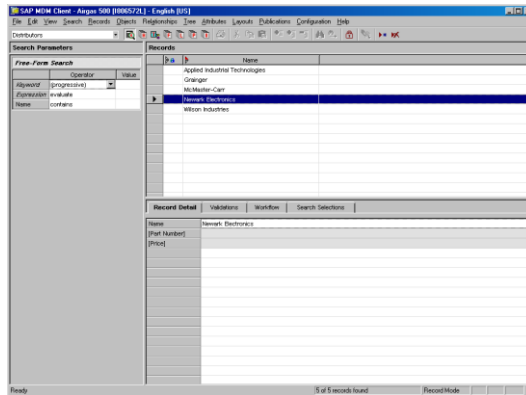 SAP MDM Client - Airgas 500 [I006572L] - English [US]
File Edit View Search Records Objects Relationships Tree Attributes Layouts Publications Configuration Help
Distributors
Search Parameters
Records
Free-Form Search
Operator Value
Keyword (progressive)
Expression evaluate
Name contains
Name
Applied Industrial Technologies
Grainger
McMaster-Carr
Newark Electronics
Wilson Industries
Record Detail Validations Workflow Search Selections
Name Newark Electronics
[Part Number]
[Price]
Ready 5 of 5 records found Record Mode